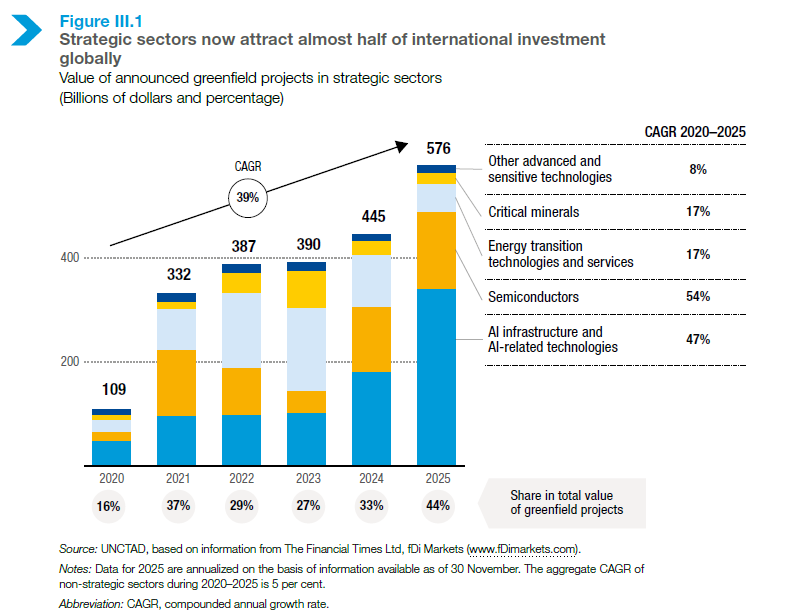 Figure III.1
Strategic sectors now attract almost half of international investment
globally
Value of announced greenfield projects in strategic sectors
(Billions of dollars and percentage)
CAGR 2020–2025
576
CAGR
39%
Other advanced and
sensitive technologies
8%
445
Critical minerals
17%
387
390
Energy transition
technologies and services
17%
400
332
Semiconductors
54%
AI infrastructure and
AI-related technologies
47%
200
109
2020
2021
2022
2023
2024
2025
16%
37%
29%
27%
33%
44%
Share in total value
of greenfield projects
Source: UNCTAD, based on information from The Financial Times Ltd, fDi Markets (www.fDimarkets.com).
Notes: Data for 2025 are annualized on the basis of information available as of 30 November. The aggregate CAGR of
non-strategic sectors during 2020–2025 is 5 per cent.
Abbreviation: CAGR, compounded annual growth rate.